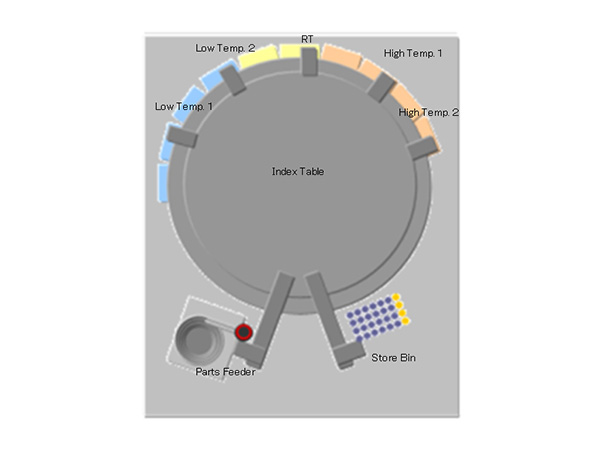 RT
Low Temp. 2
High Temp. 1
Low Temp. 1
High Temp. 2
Index Table
Store Bin
Parts Feeder